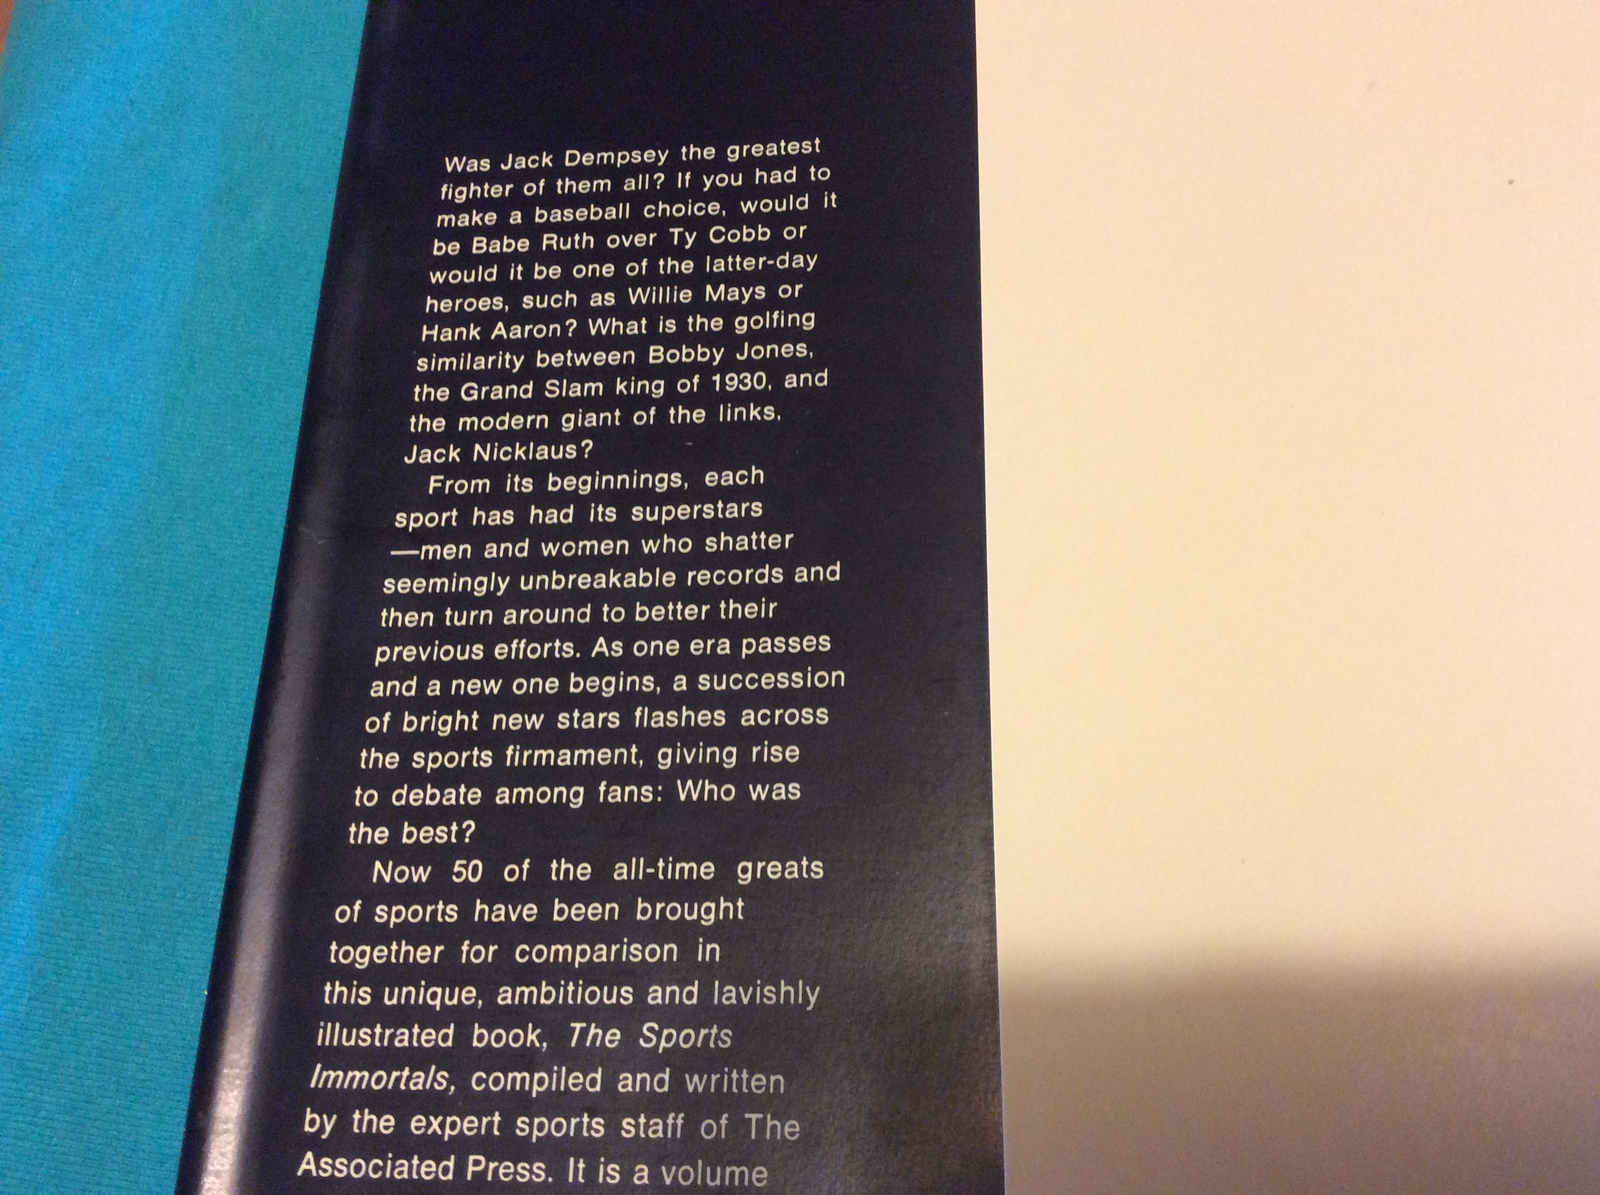 Was Jack Dempsey the greatest
fighter of them all? If you had to
make a baseball choice, would it
be Babe Ruth over Ty Cobb or
would it be one of the latter-day
heroes, such as Willie Mays or
Hank Aaron? What is the golfing
similarity between Bobby Jones,
the Grand Slam king of 1930, and
the modern giant of the links,
Jack Nicklaus?
From its beginnings, each
sport has had its superstars
—men and women who shatter
seemingly unbreakable records and
then turn around to better their
previous efforts. As one era passes
and a new one begins, a succession
of bright new stars flashes across
the sports firmament, giving rise
to debate among fans: Who was
the best?
Now 50 of the all-time greats
of sports have been brought
together for comparison in
this unique, ambitious and lavishly
illustrated book, The Sports
Immortals, compiled and written
by the expert sports staff of The
Associated Press. It is a volume